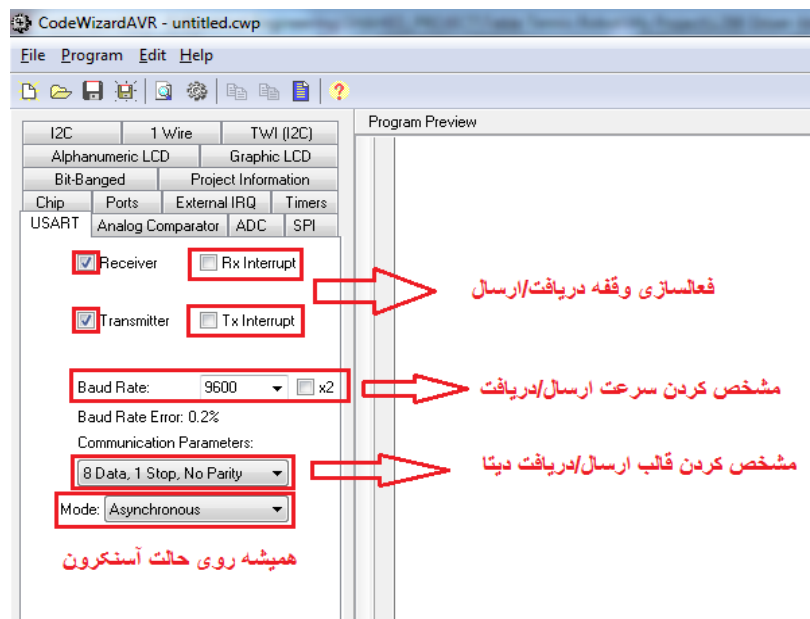 CodeWizardAVR - untitled.cwp
File Program Edit Help
Program Preview
I2C 1 Wire TWI (I2C)
Alphanumeric LCD Graphic LCD
Bit-Banged Project Information
Chip Ports External IRQ Timers
USART Analog Comparator ADC SPI
Receiver Rx Interrupt
فعالسازی وقفه دریافت/ارسال
Transmitter Tx Interrupt
Baud Rate: 9600 x2
مشخص کردن سرعت ارسال/دریافت
Baud Rate Error: 0.2%
Communication Parameters:
8 Data, 1 Stop, No Parity
مشخص کردن قالب ارسال/دریافت دیتا
Mode: Asynchronous
همیشه روی حالت آسنکرون